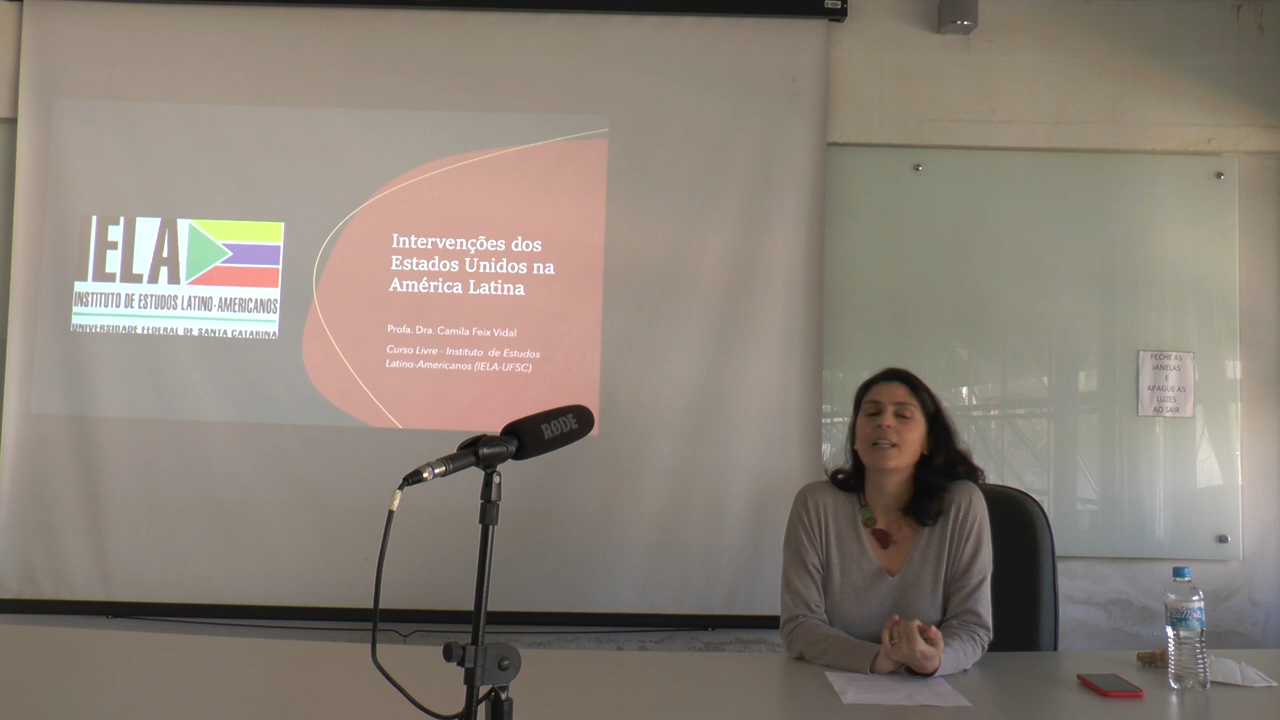 IELA
INSTITUTO DE ESTUDOS LATINO-AMERICANOS
UNIVERSIDADE FEDERAL DE SANTA CATARINA
Intervenções dos
Estados Unidos na
América Latina
Profa. Dra. Camila Feix Vidal
Curso Livre - Instituto de Estudos
Latino-Americanos (IELA-UFSC)
RØDE
FECHE AS
JANELAS
E
APAGUE AS
LUZES
AO SAIR